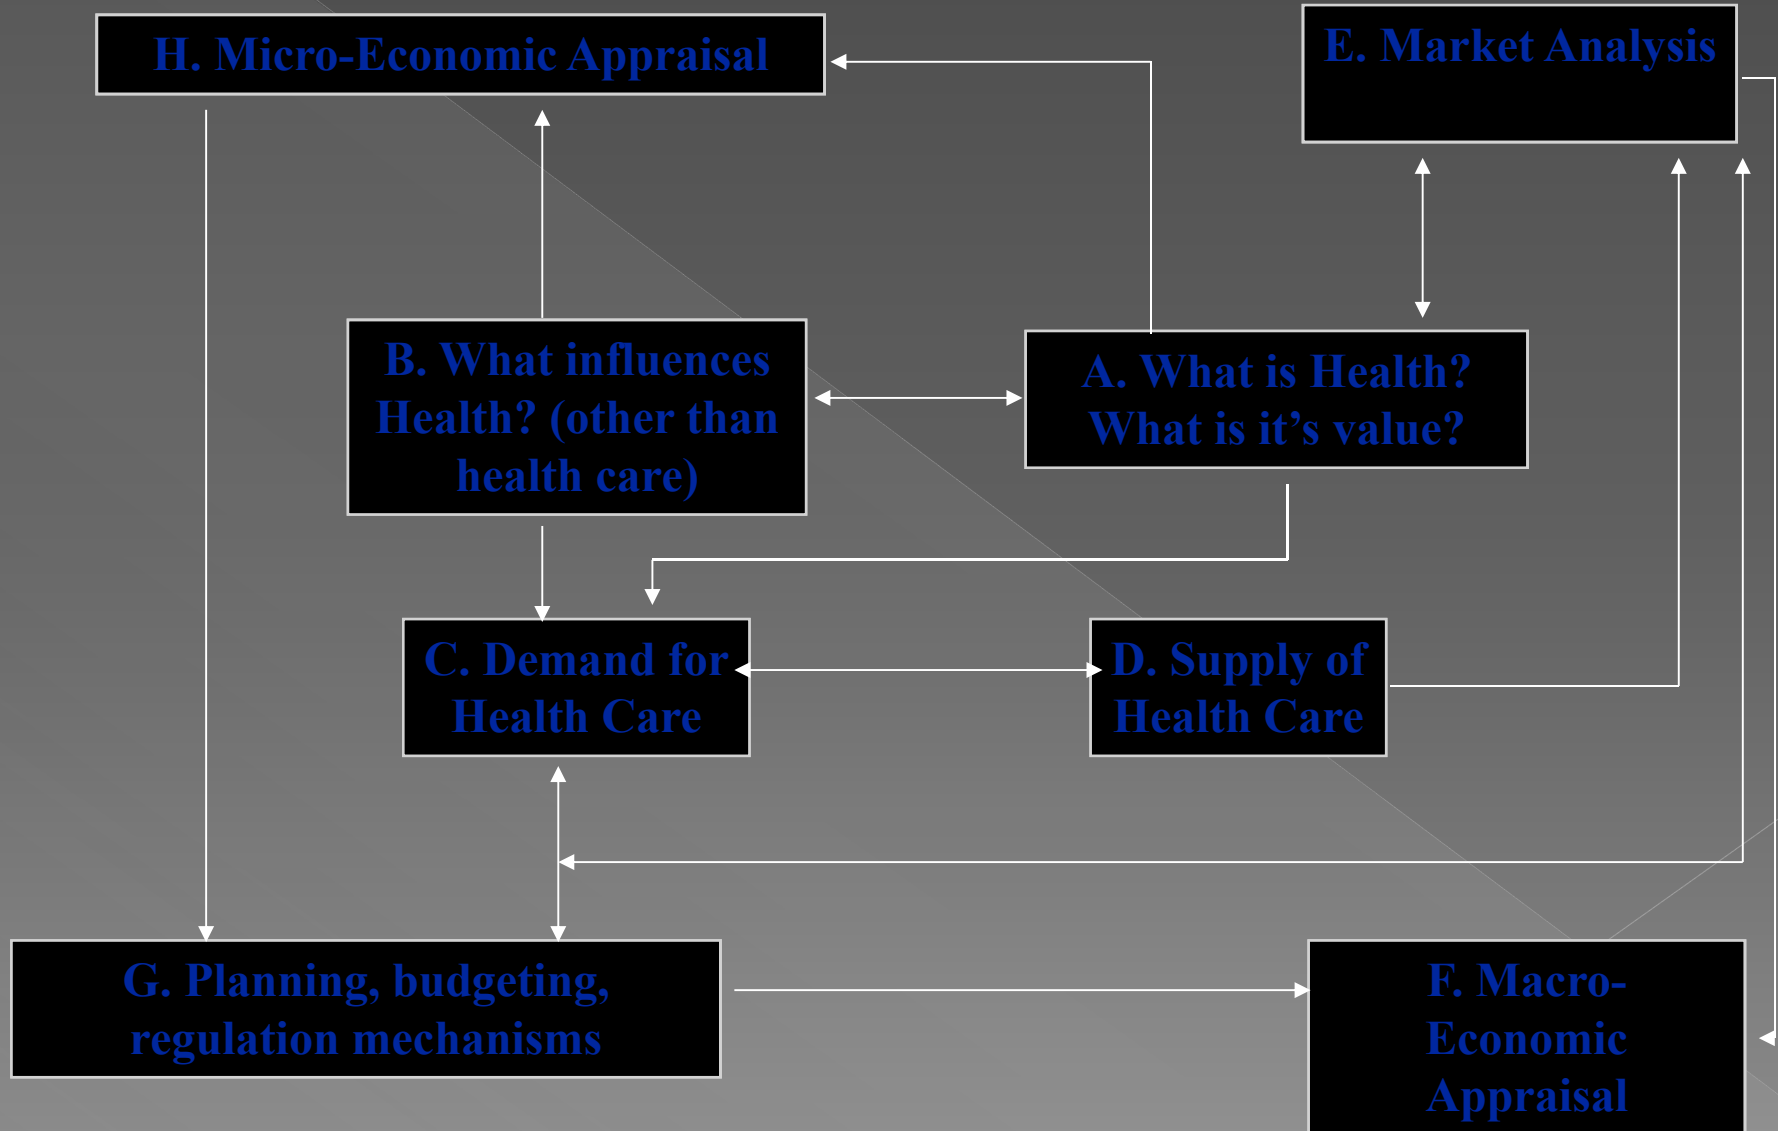 H. Micro-Economic Appraisal
E. Market Analysis
B. What influences
Health? (other than
health care)
A. What is Health?
What is it’s value?
C. Demand for
Health Care
D. Supply of
Health Care
G. Planning, budgeting,
regulation mechanisms
F. Macro-
Economic
Appraisal